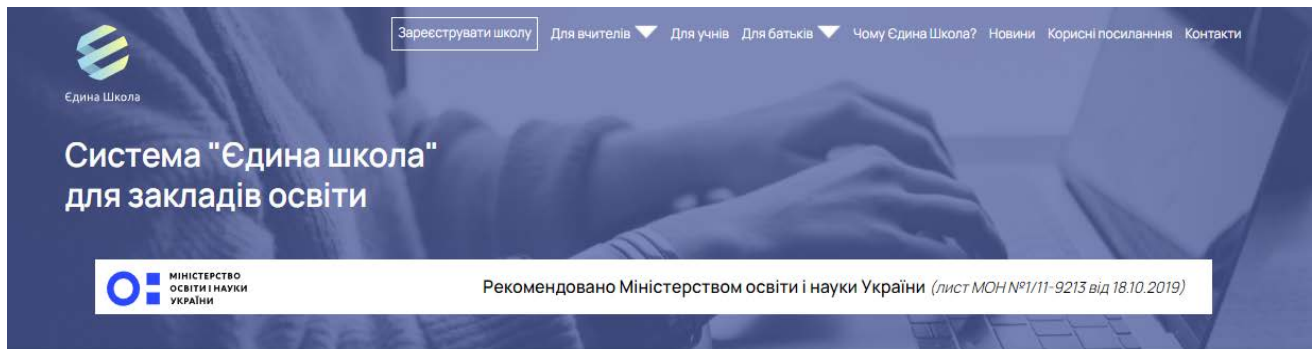 Зареєструвати школу Для вчителів Для учнів Для батьків Чому Єдина Школа? Новини Корисні посиланння Контакти
Єдина Школа
Система "Єдина школа"
для закладів освіти
МІНІСТЕРСТВО
ОСВІТИ І НАУКИ
УКРАЇНИ
Рекомендовано Міністерством освіти і науки України (лист МОН №1/11-9213 від 18.10.2019)